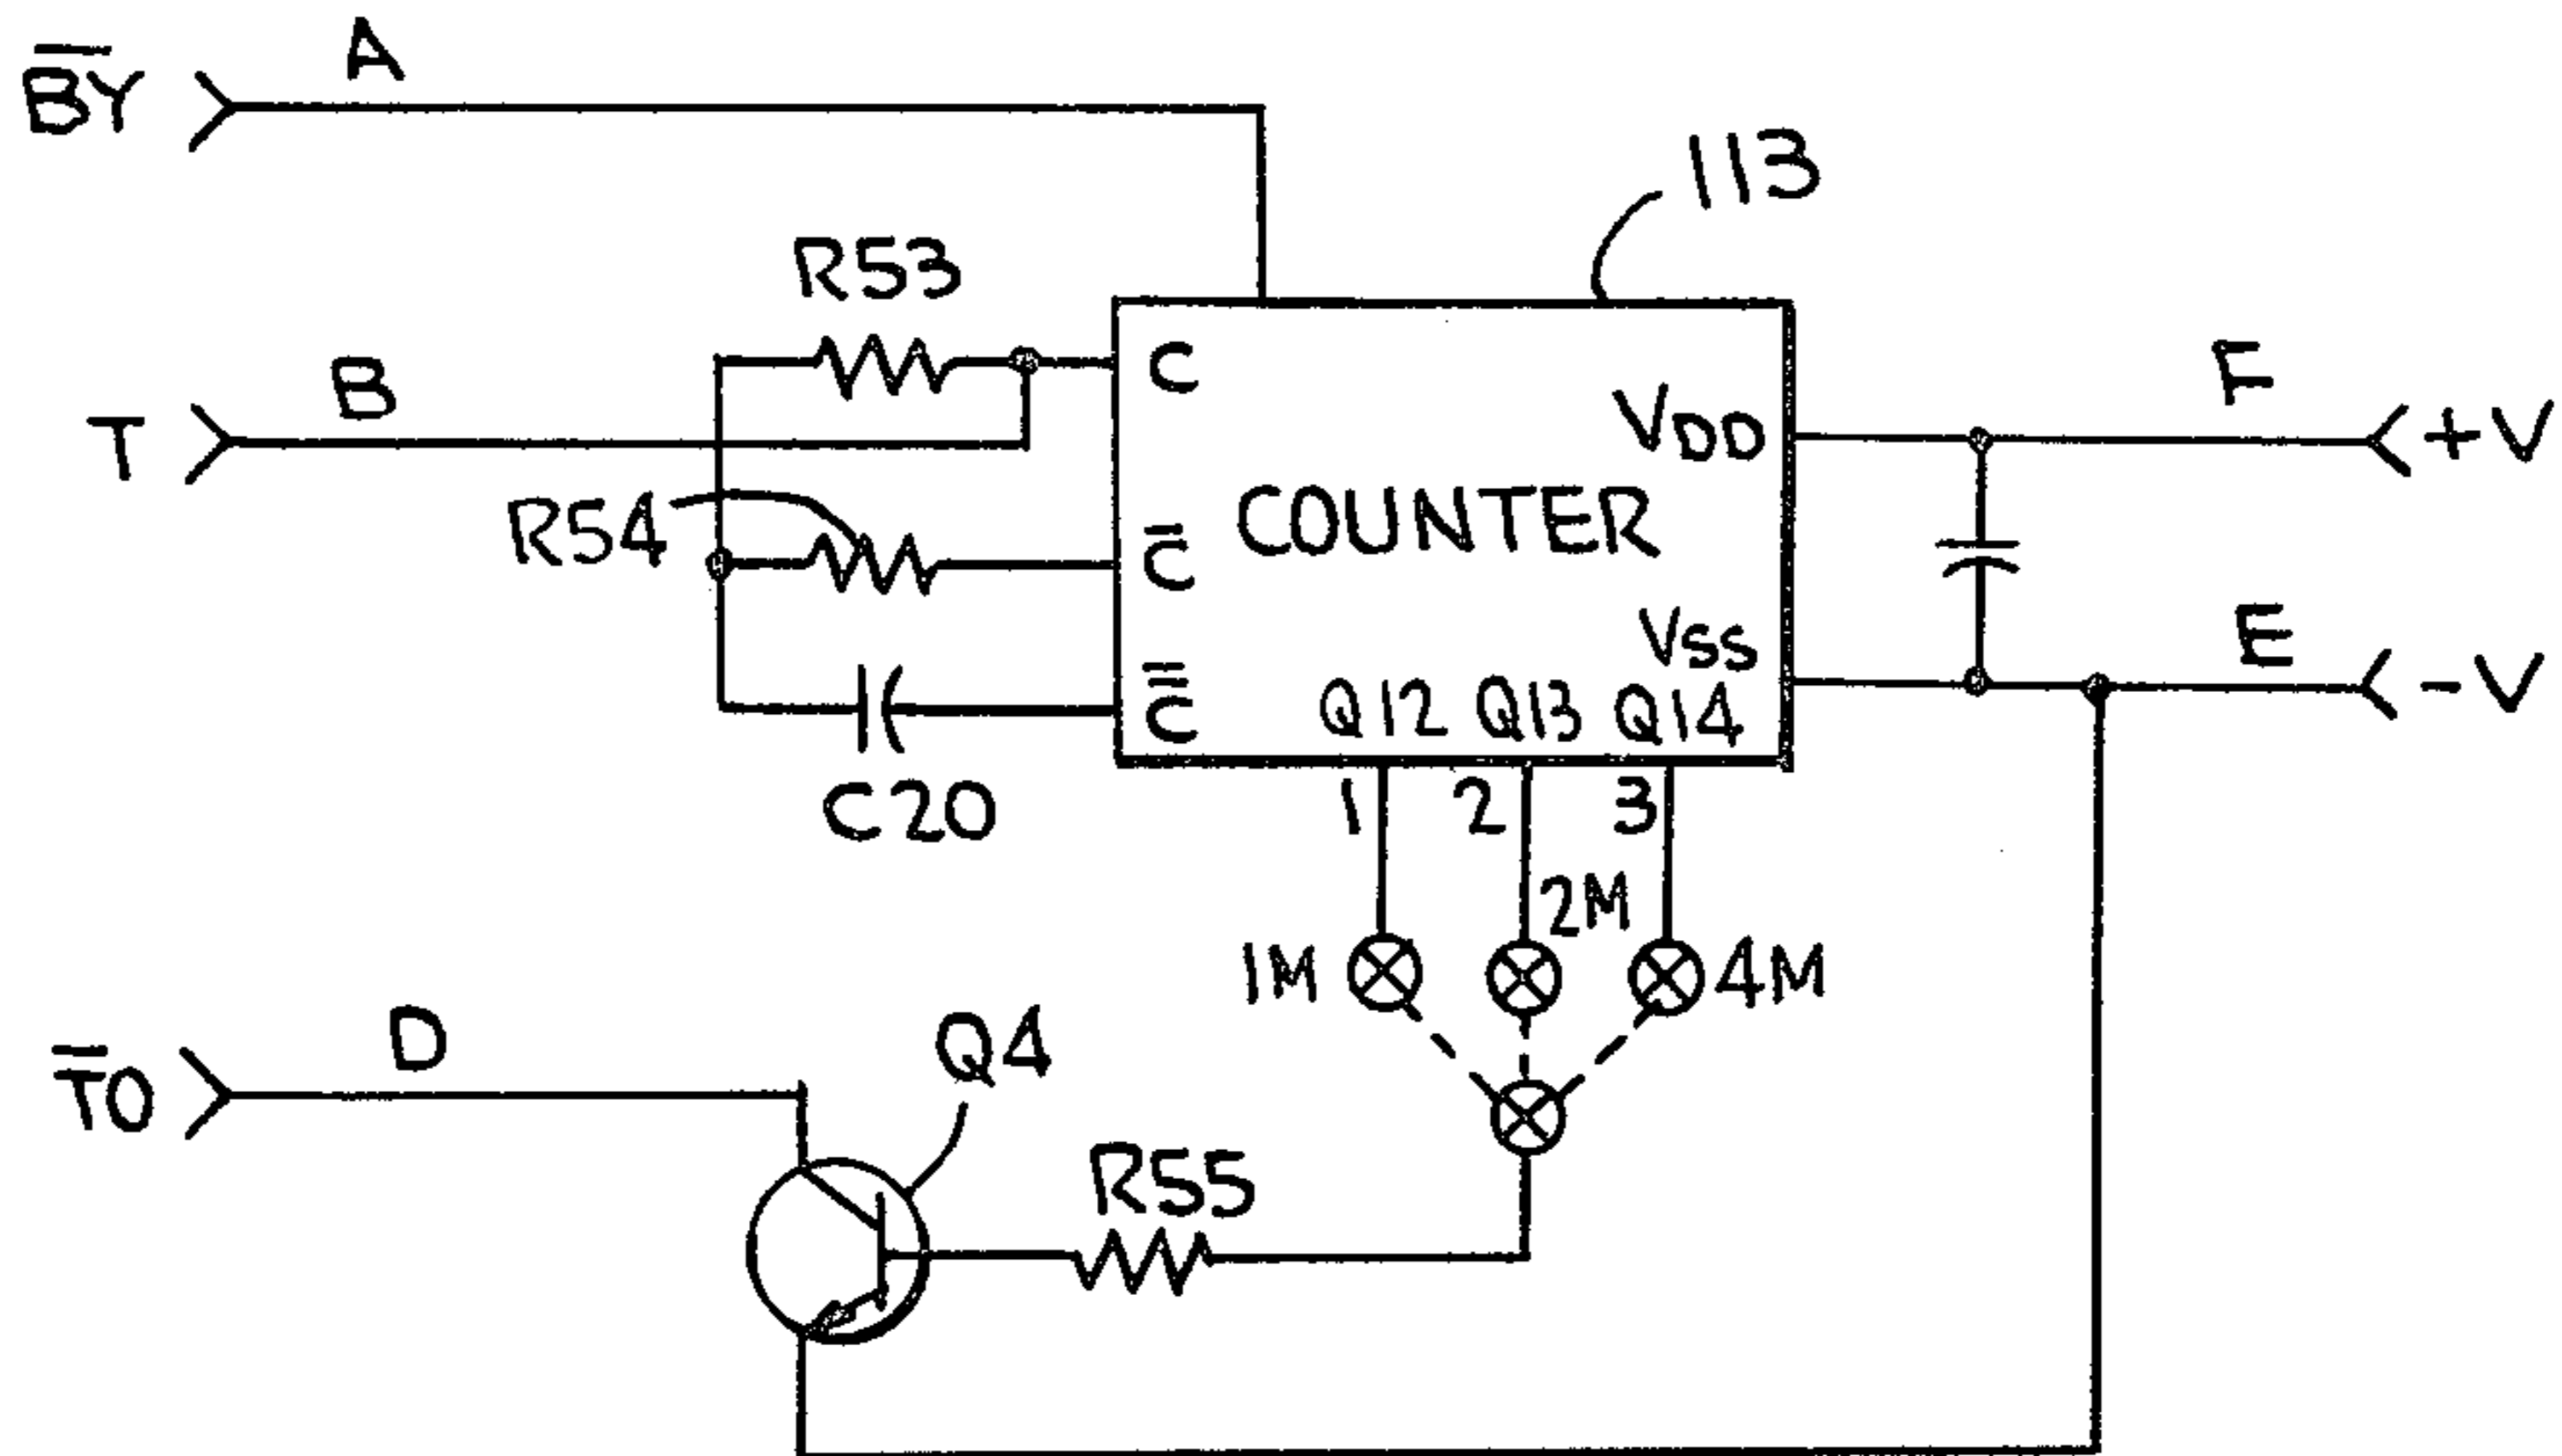 A
B̅Y̅
113
R53
B
T
C
F
+V
VDD
R54
COUNTER
C̅
VSS
E
-V
C̿
Q12 Q13 Q14
C20
1 2 3
2M
1M
4M
D
T̅O
Q4
R55